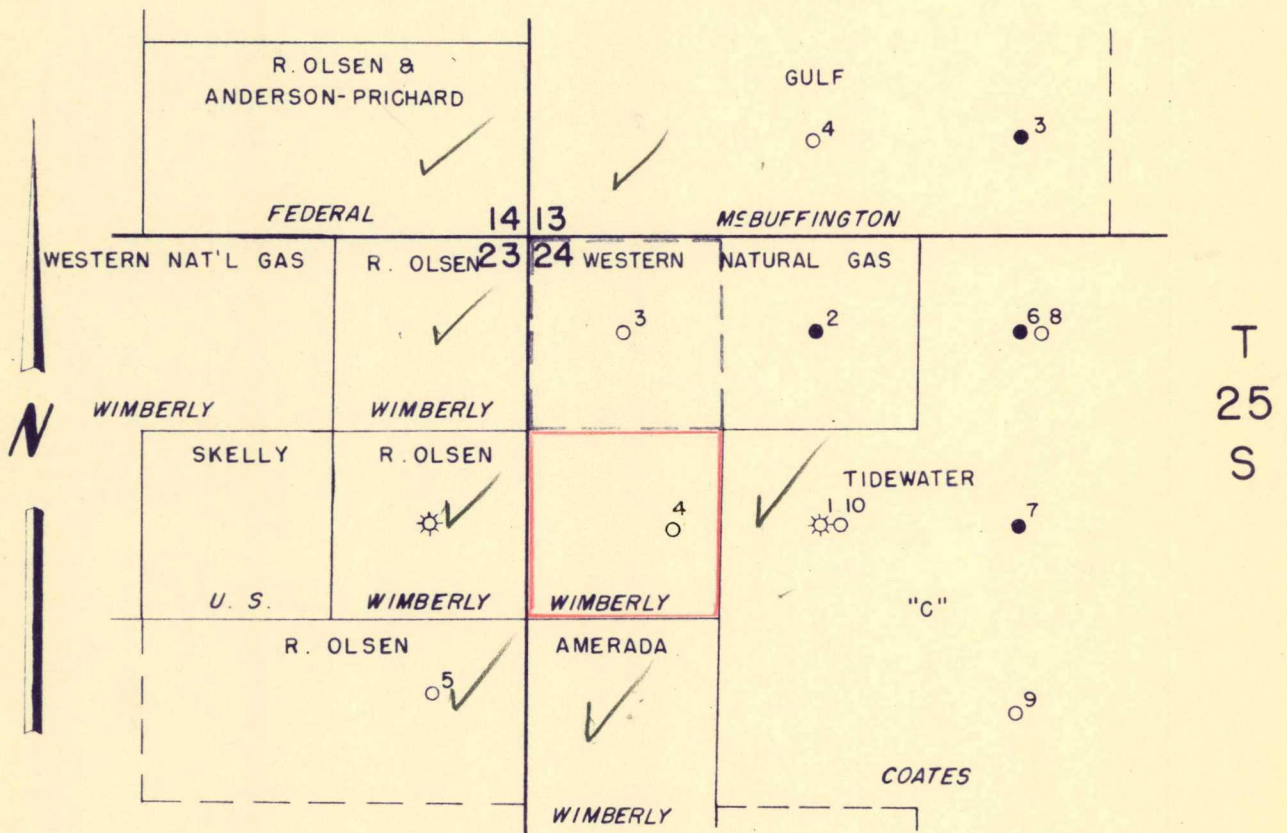 R. OLSEN &
ANDERSON-PRICHARD
GULF
4
3
FEDERAL
14 13
McBUFFINGTON
WESTERN NAT'L GAS
R. OLSEN
23 24
WESTERN NATURAL GAS
3
2
6 8
WIMBERLY
WIMBERLY
T
25
S
N
SKELLY
R. OLSEN
4
TIDEWATER
1 10
7
U. S.
WIMBERLY
WIMBERLY
"C"
R. OLSEN
AMERADA
5
9
COATES
WIMBERLY